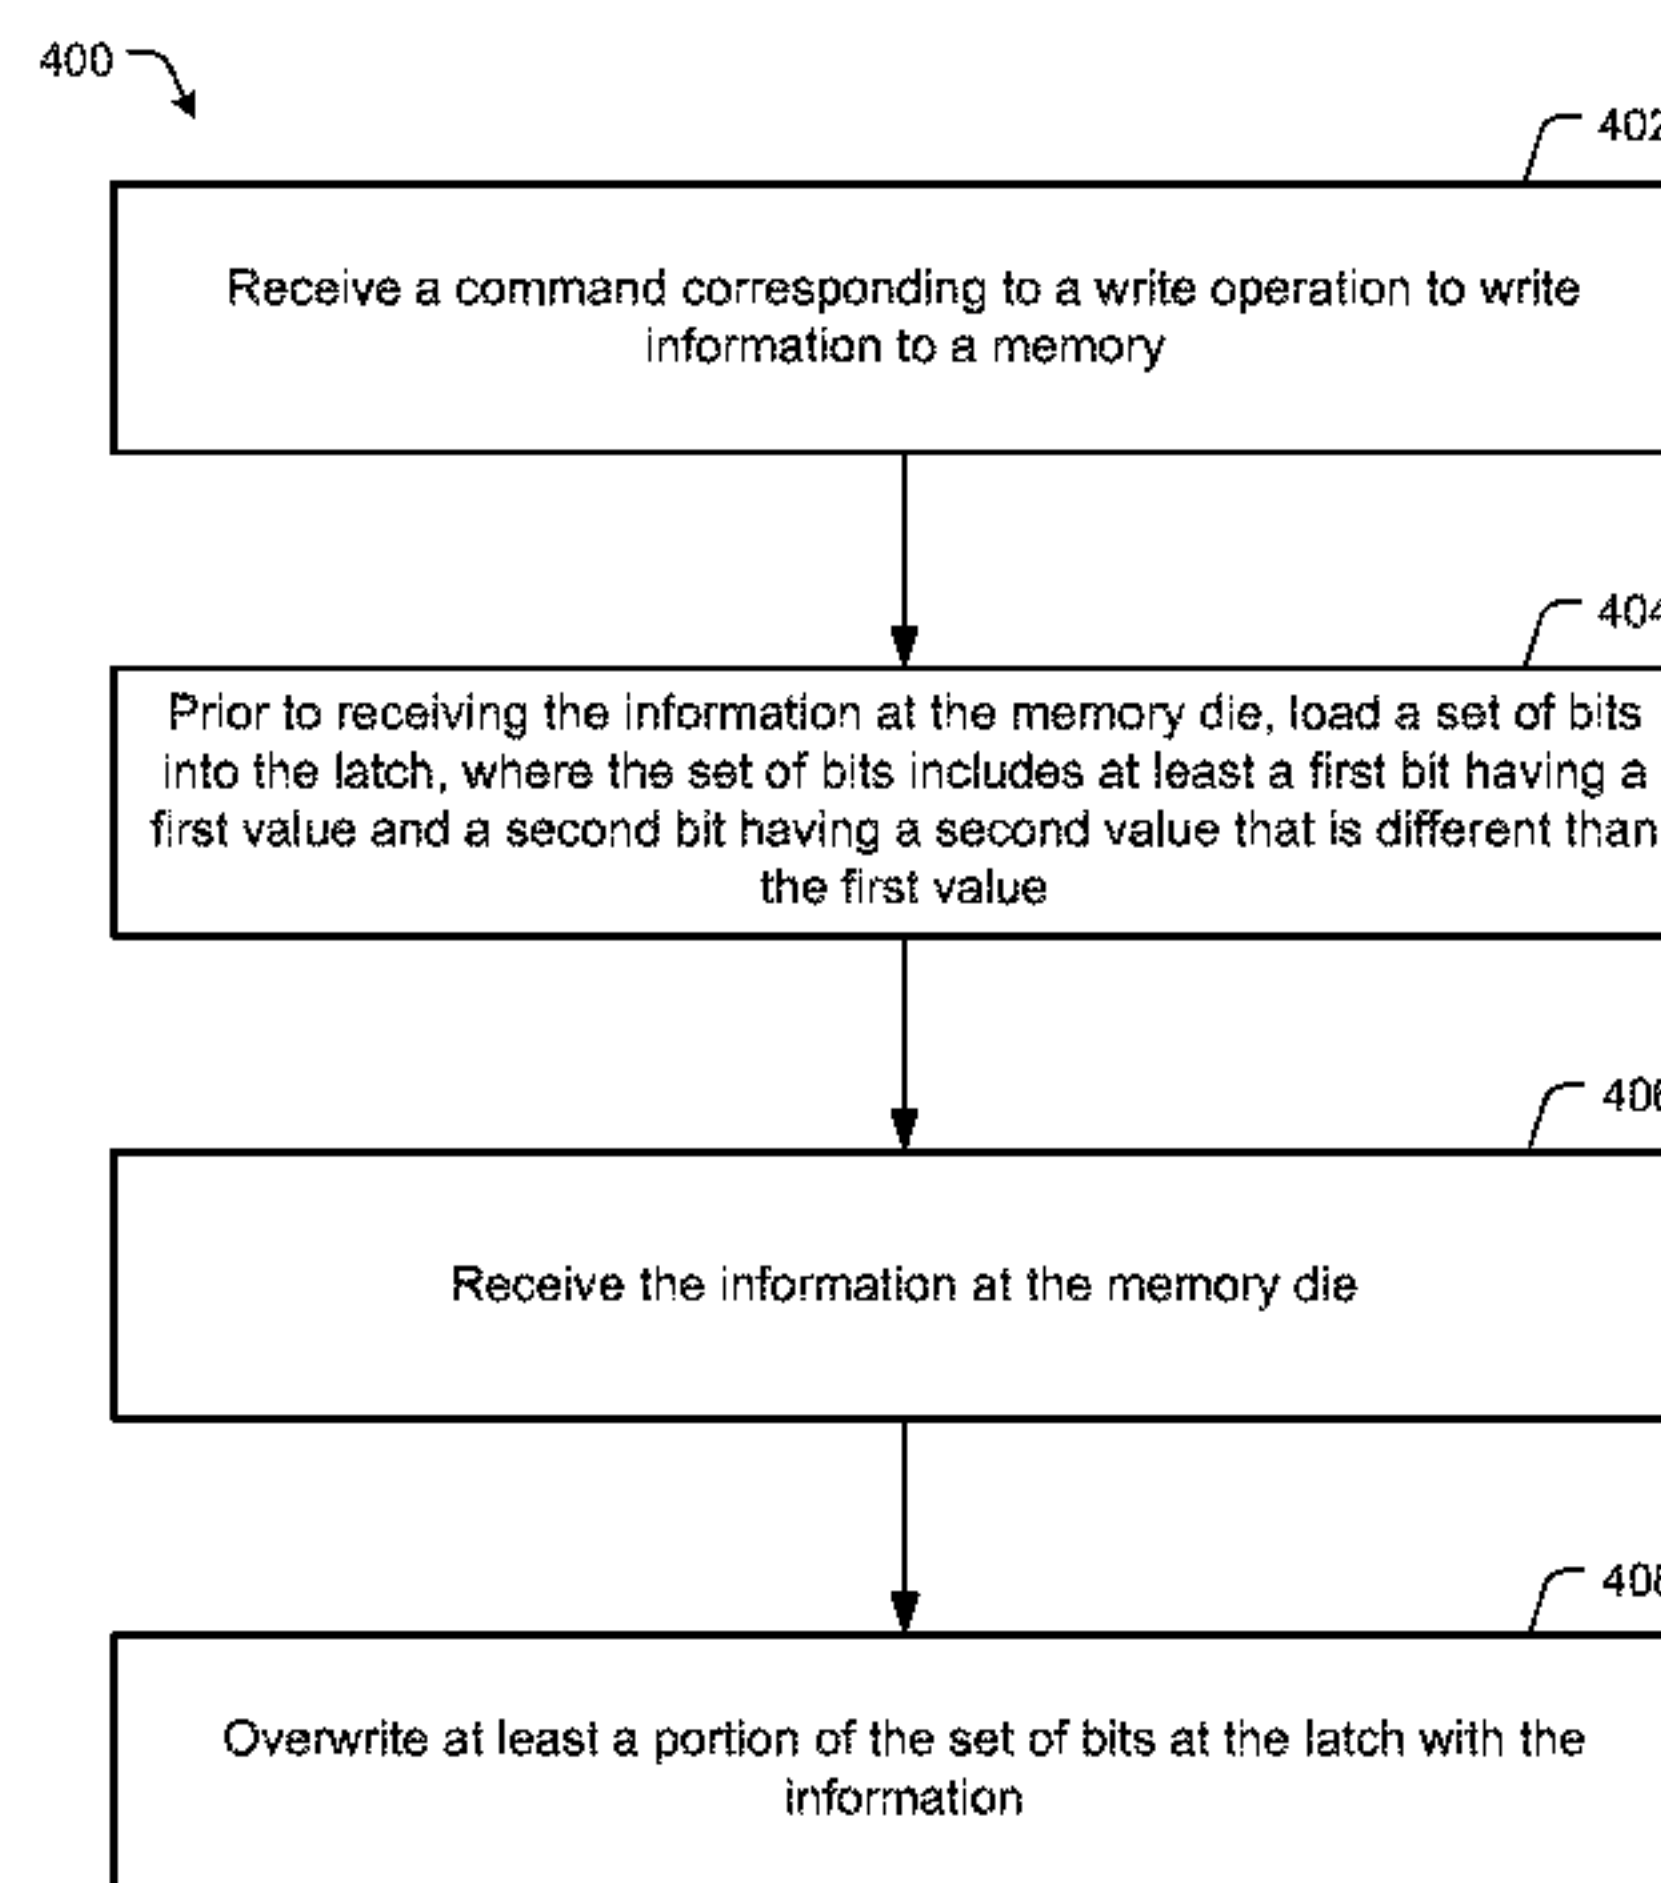 400
402
Receive a command corresponding to a write operation to write
information to a memory
404
Prior to receiving the information at the memory die, load a set of bits
into the latch, where the set of bits includes at least a first bit having a
first value and a second bit having a second value that is different than
the first value
406
Receive the information at the memory die
408
Overwrite at least a portion of the set of bits at the latch with the
information